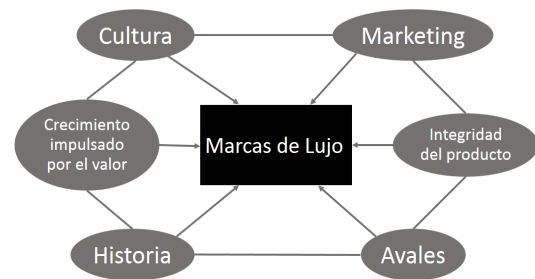 Cultura
Marketing
Crecimiento
impulsado
por el valor
Marcas de Lujo
Integridad
del producto
Historia
Avales